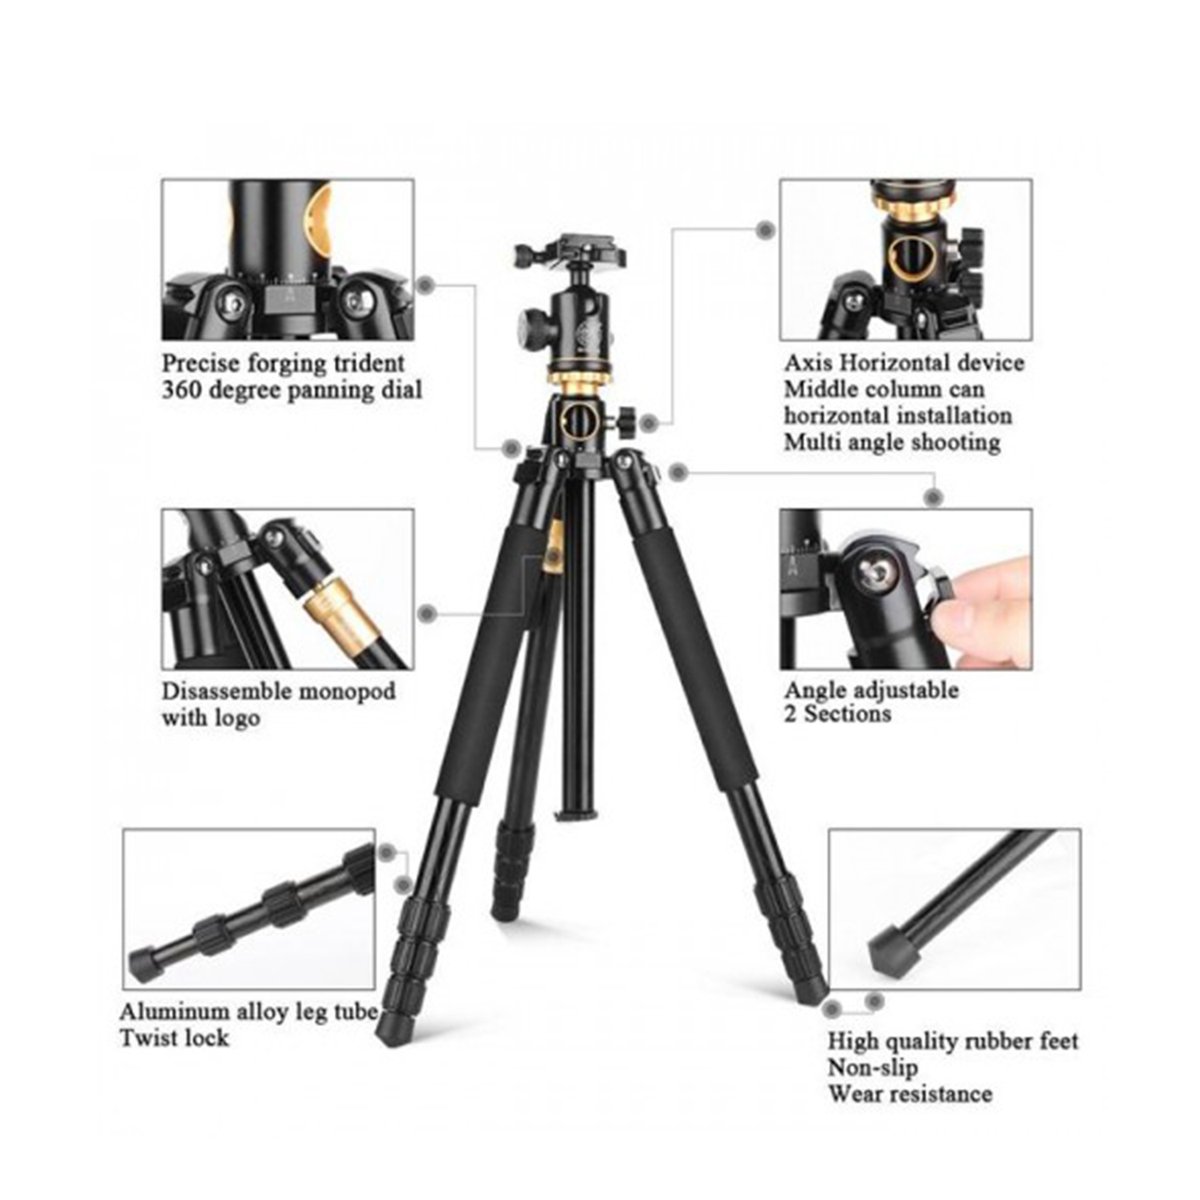 Precise forging trident
360 degree panning dial
Axis Horizontal device
Middle column can
horizontal installation
Multi angle shooting
Disassemble monopod
with logo
Angle adjustable
2 Sections
Aluminum alloy leg tube
Twist lock
High quality rubber feet
Non-slip
Wear resistance